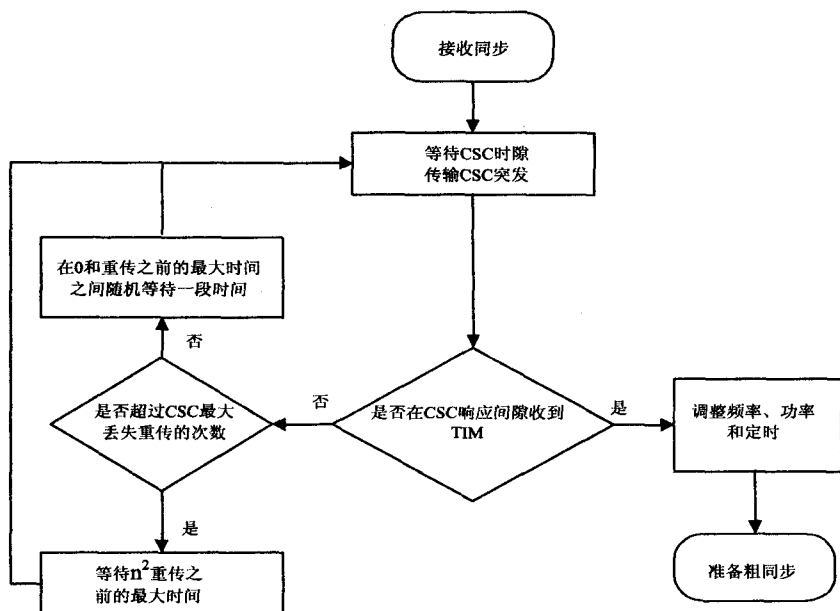 接收同步
等待CSC时隙
传输CSC突发
在0和重传之前的最大时间
之间随机等待一段时间
否
是否超过CSC最大
丢失重传的次数
否
是否在CSC响应间隙收到
TIM
是
调整频率、功率
和定时
是
等待n²重传之
前的最大时间
准备粗同步